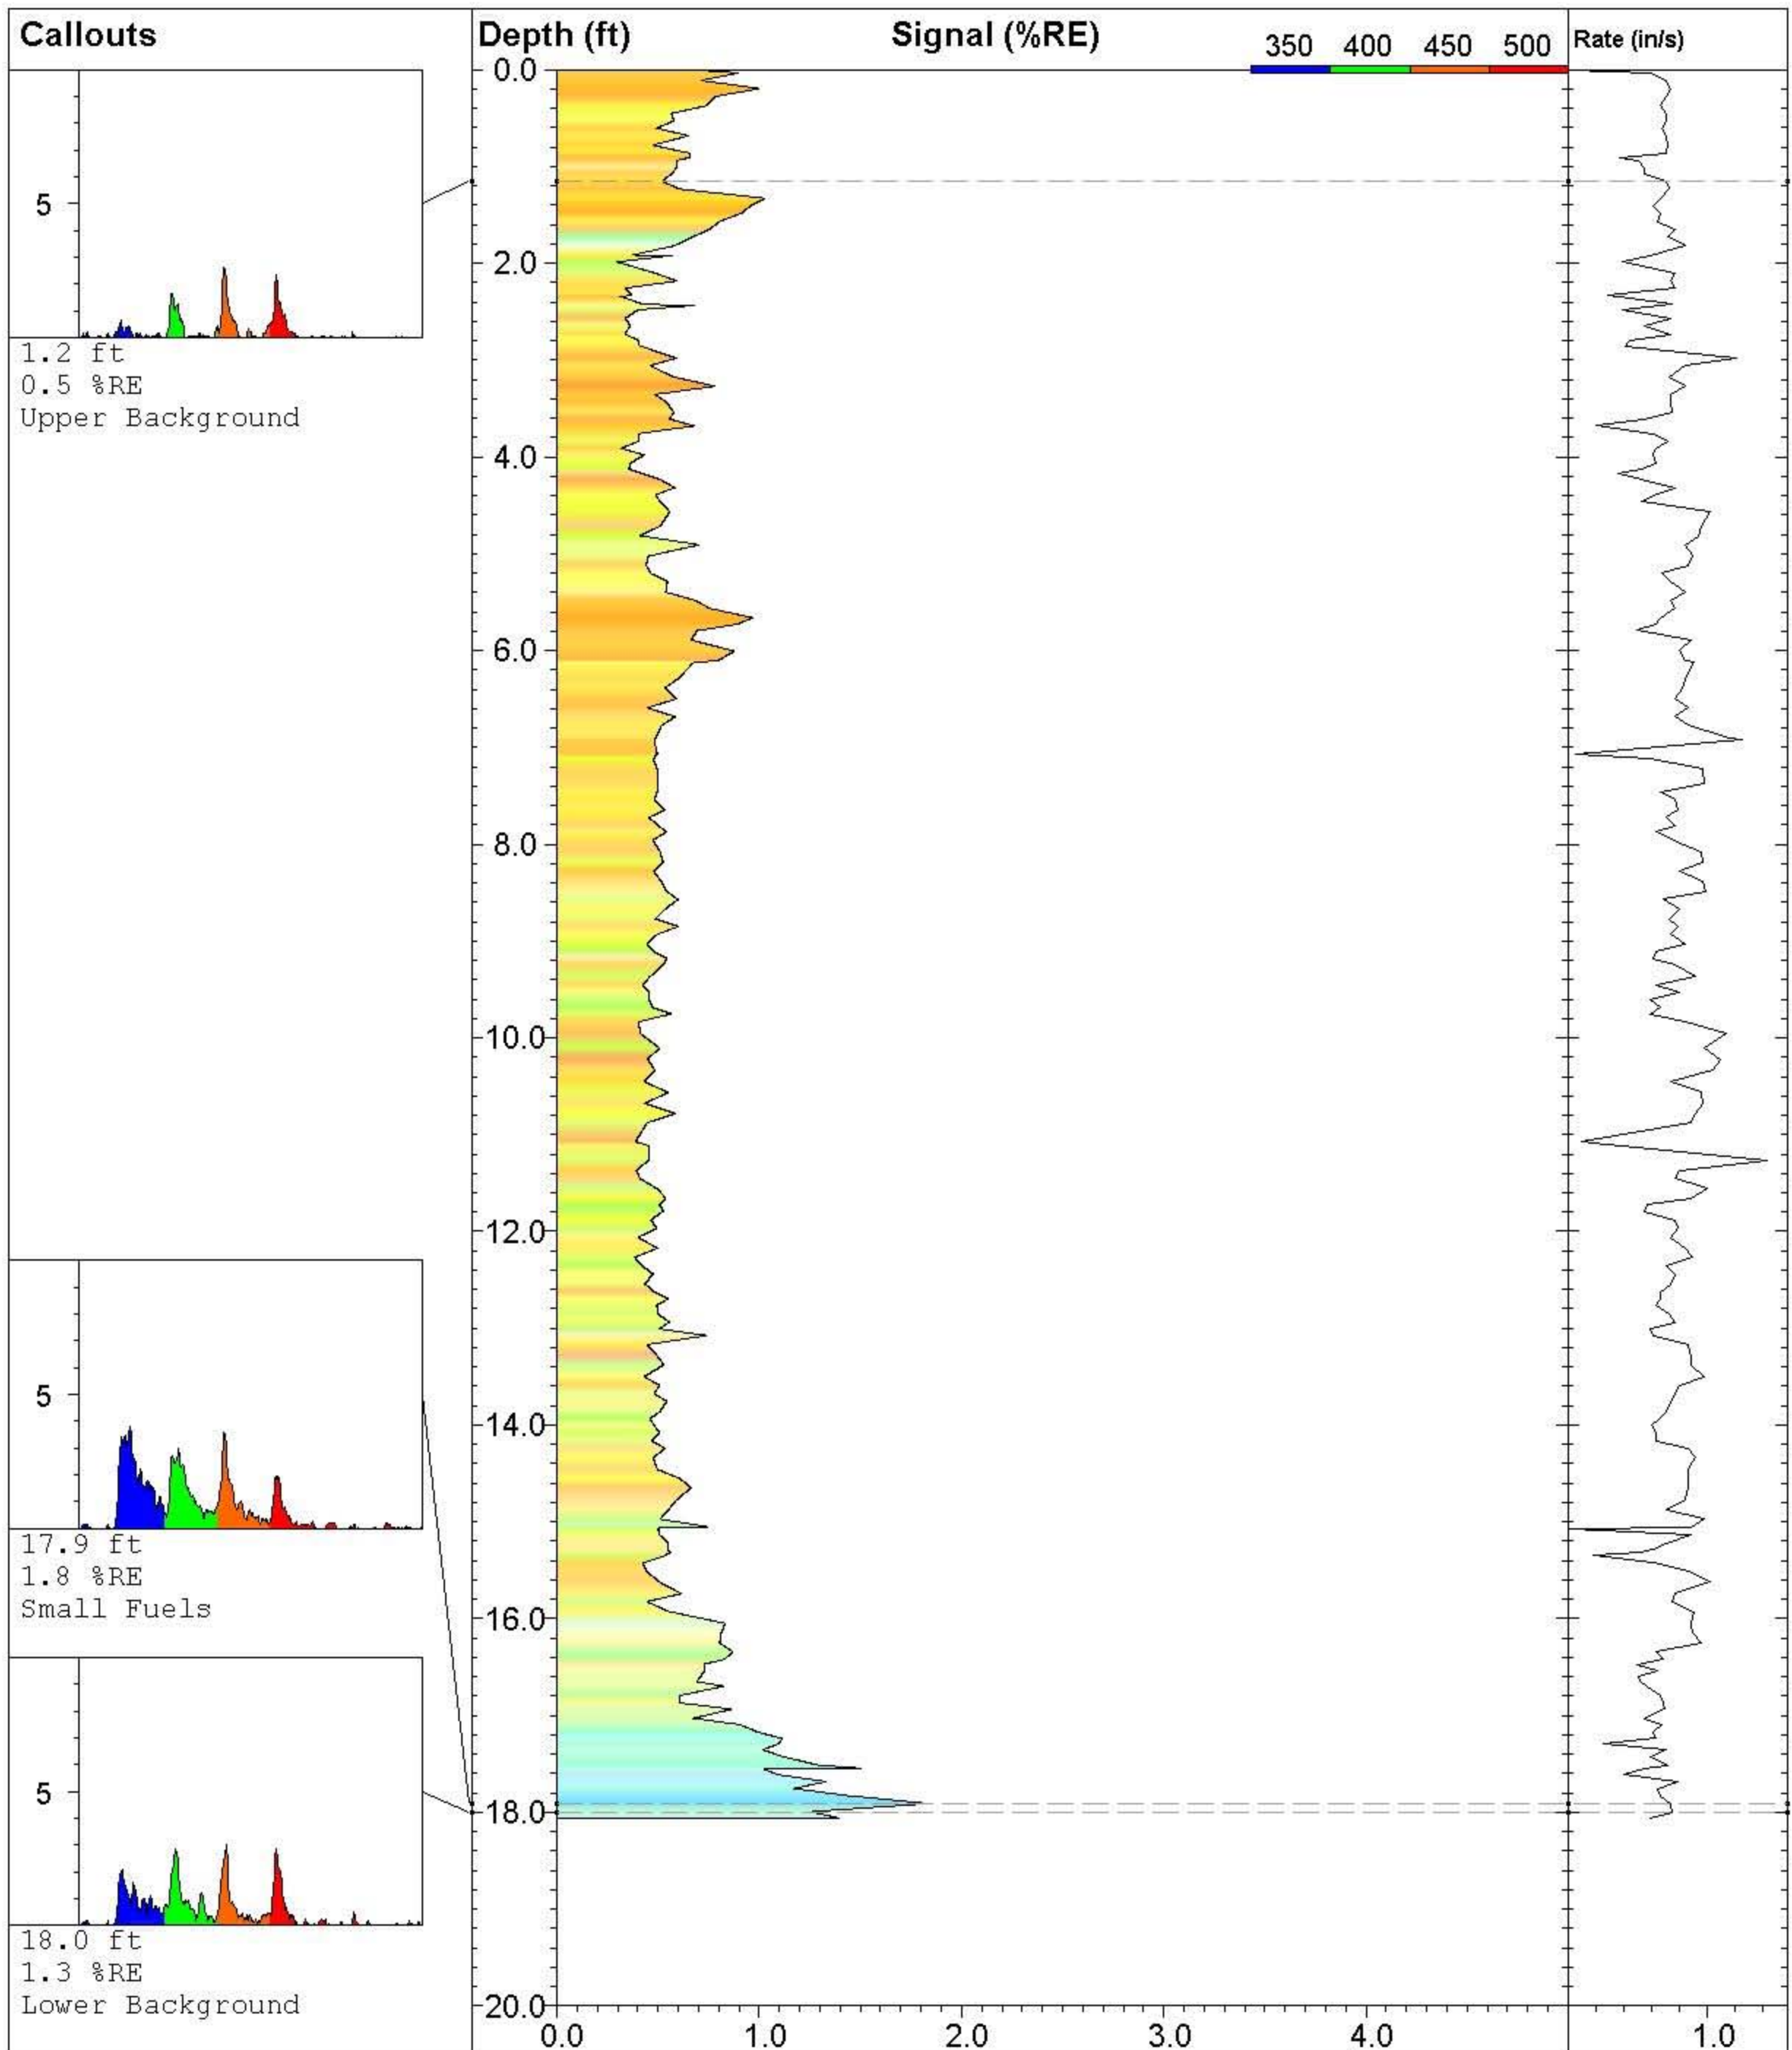 Callouts
Depth (ft)
Signal (%RE)
350 400 450 500
Rate (in/s)
5
1.2 ft
0.5 %RE
Upper Background
5
17.9 ft
1.8 %RE
Small Fuels
5
18.0 ft
1.3 %RE
Lower Background
0.0
2.0
4.0
6.0
8.0
10.0
12.0
14.0
16.0
18.0
20.0
0.0 1.0 2.0 3.0 4.0
1.0